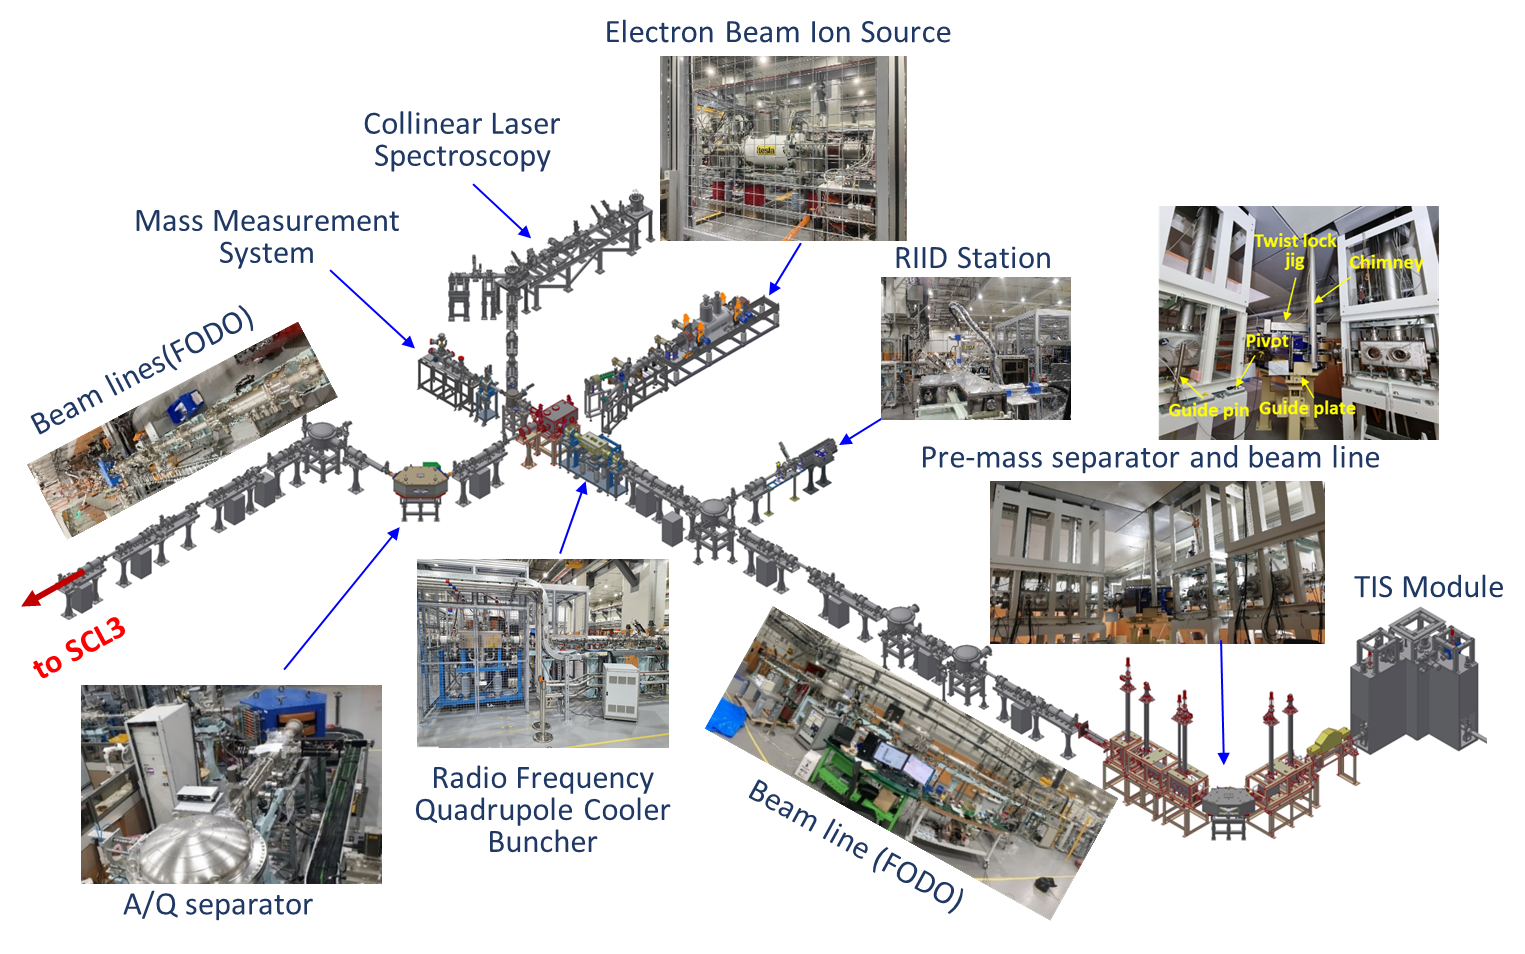 Electron Beam Ion Source
Collinear Laser
Spectroscopy
Mass Measurement
System
RIID Station
Twist lock
jig
Chimney
Pivot
Guide pin
Guide plate
Beam lines(FODO)
tesla
Pre-mass separator and beam line
TIS Module
to SCL3
Radio Frequency
Quadrupole Cooler
Buncher
Beam line (FODO)
A/Q separator